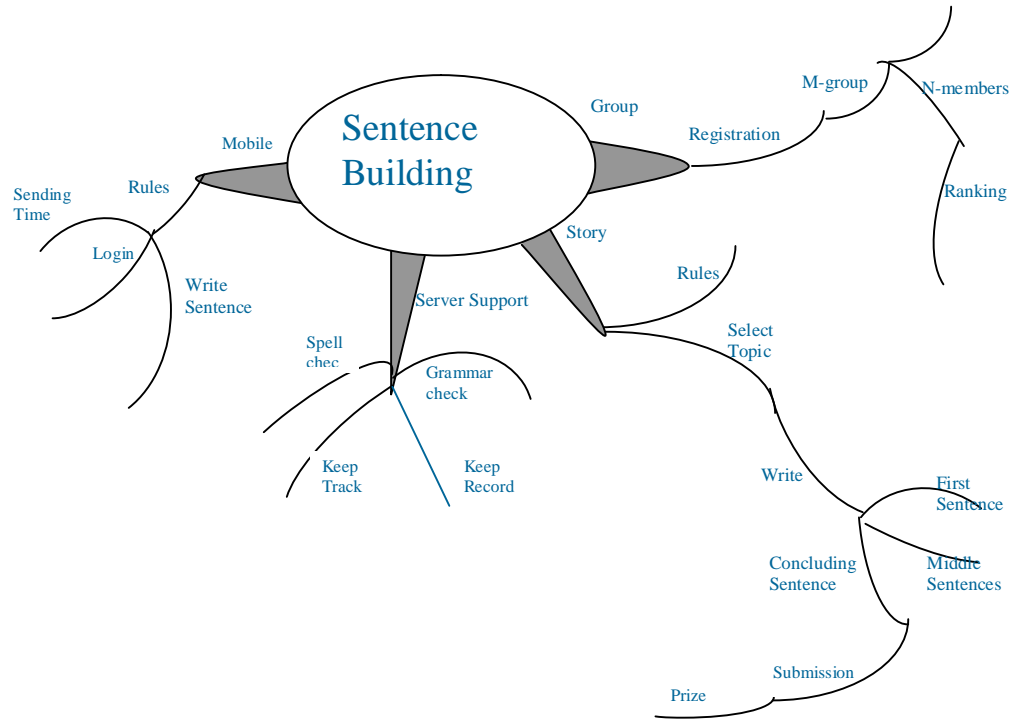 Sentence
Building
Group
Registration
M-group
N-members
Ranking
Mobile
Rules
Sending
Time
Login
Write
Sentence
Story
Rules
Select
Topic
Write
First
Sentence
Middle
Sentences
Concluding
Sentence
Submission
Prize
Server Support
Spell
chec
Grammar
check
Keep
Track
Keep
Record